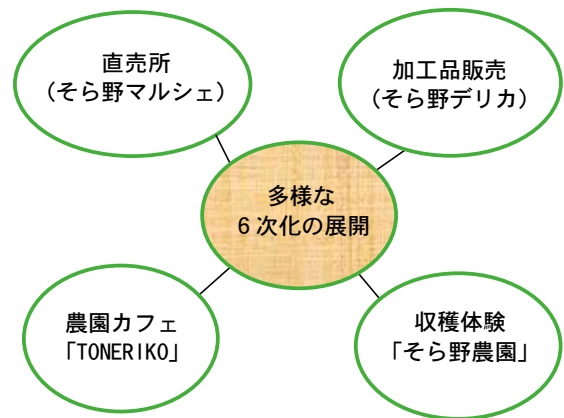 直売所
（そら野マルシェ）
加工品販売
（そら野デリカ）
多様な
６次化の展開
農園カフェ
「TONERIKO」
収穫体験
「そら野農園」